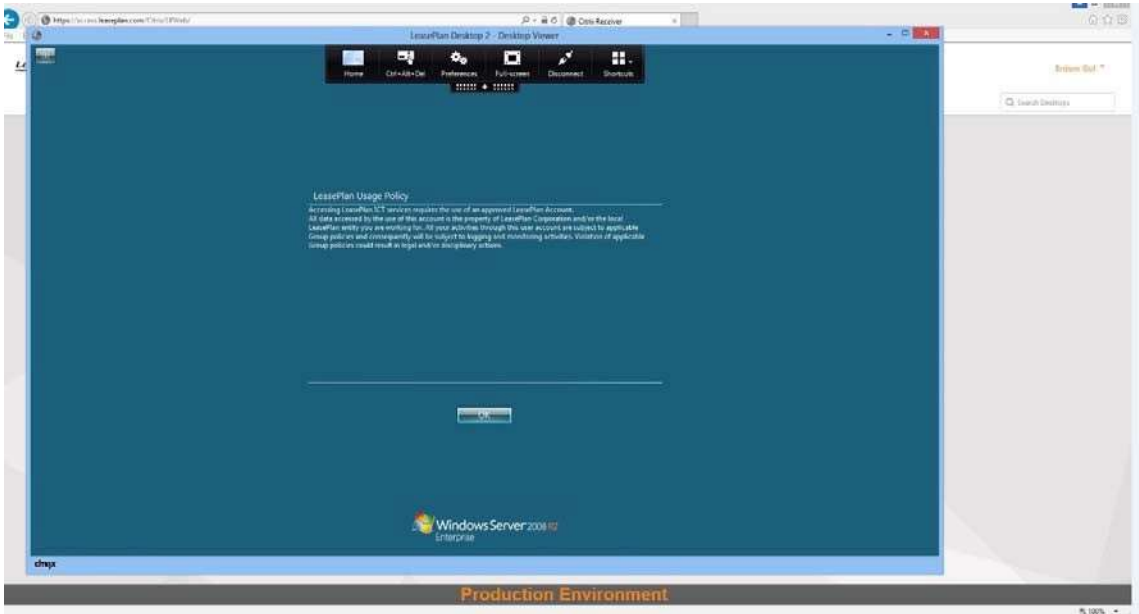 Citrix Receiver
LeasePlan Desktop 2 - Desktop Viewer
Home Ctrl+Alt+Del Preferences Full-screen Disconnect Shortcuts
Search Desktops
LeasePlan Usage Policy
Accessing LeasePlan ICT services requires the use of an approved LeasePlan Account.
All data accessed by the use of this account is the property of LeasePlan Corporation and/or the local
LeasePlan entity you are working for. All your activities through this user account are subject to applicable
Group policies and consequently will be subject to logging and monitoring activities. Violation of applicable
Group policies could result in legal and/or disciplinary actions.
OK
Windows Server 2008 R2
Enterprise
citrix
Production Environment
100%